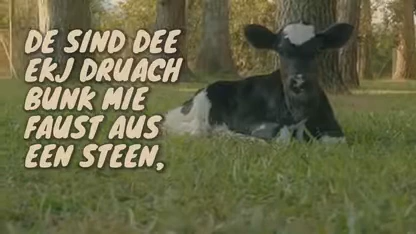 DE SIND DEE
EKJ DRUACH
BUNK MIE
FAUST AUS
EEN STEEN,